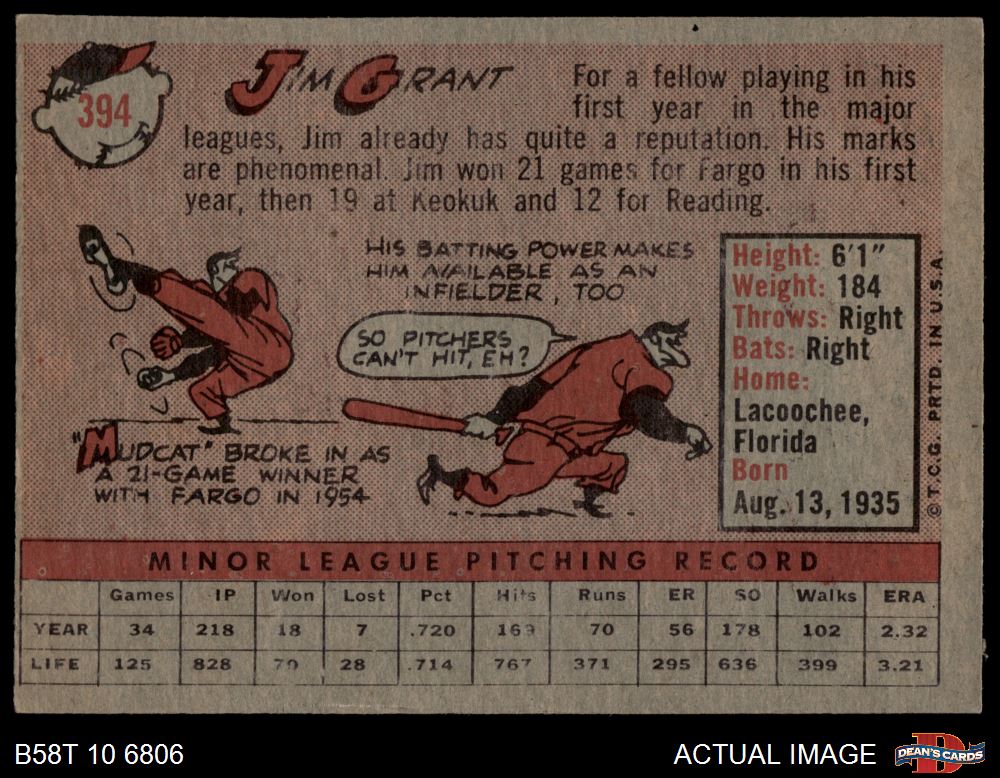 394
Jim Grant
For a fellow playing in his
first year in the major
leagues, Jim already has quite a reputation. His marks
are phenomenal. Jim won 21 games for Fargo in his first
year, then 19 at Keokuk and 12 for Reading.
HIS BATTING POWER MAKES
HIM AVAILABLE AS AN
INFIELDER, TOO
SO PITCHERS
CAN'T HIT, EH?
"MUDCAT" BROKE IN AS
A 21-GAME WINNER
WITH FARGO IN 1954
Height: 6'1"
Weight: 184
Throws: Right
Bats: Right
Home:
Lacoochee,
Florida
Born
Aug. 13, 1935
©T.C.G. PRTD. IN U.S.A.
MINOR LEAGUE PITCHING RECORD
Games IP Won Lost Pct Hits Runs ER SO Walks ERA
YEAR 34 218 18 7 .720 169 70 56 178 102 2.32
LIFE 125 828 70 28 .714 767 371 295 636 399 3.21
B58T 10 6806
ACTUAL IMAGE
DEAN'S CARDS